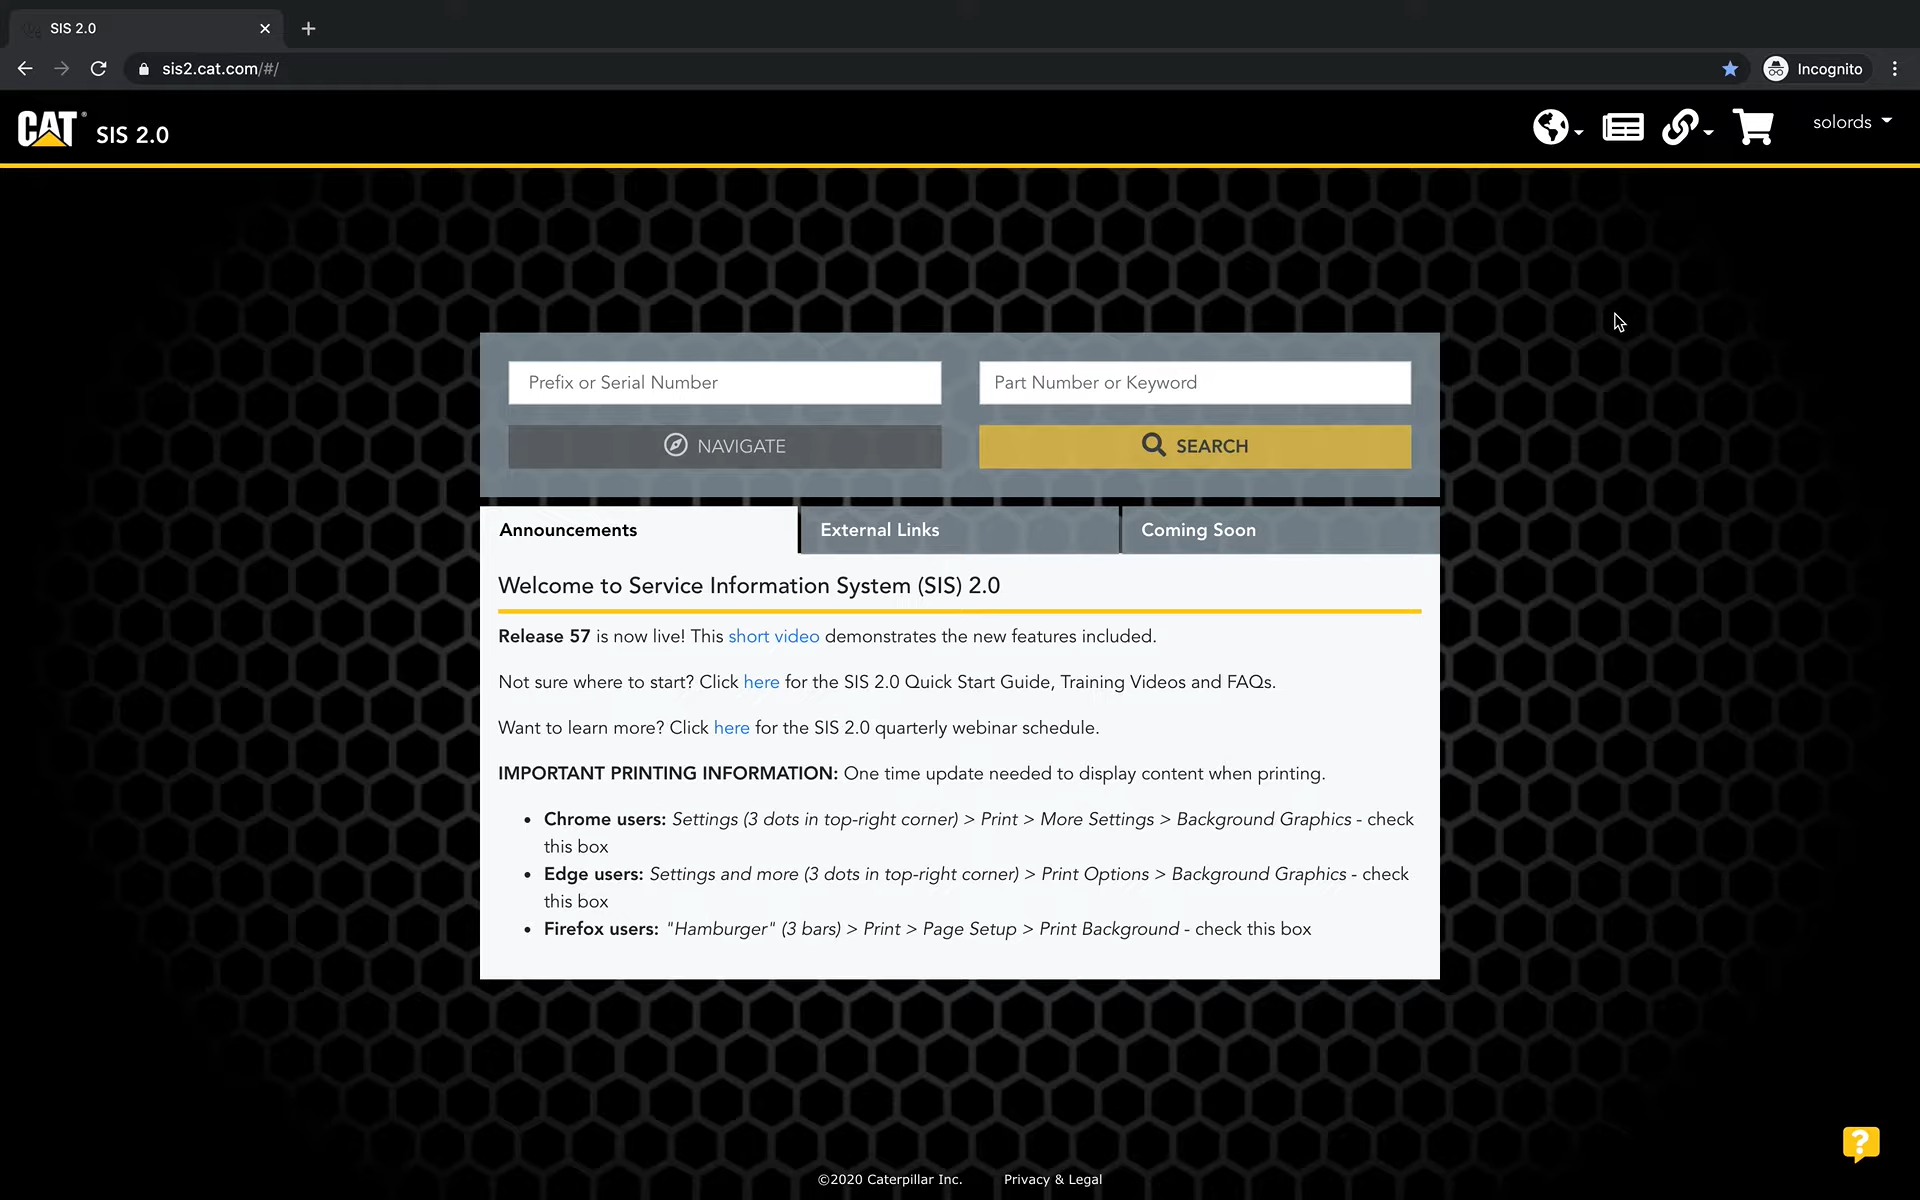 SIS 2.0
sis2.cat.com/#/
Incognito
CAT® SIS 2.0
solords
Prefix or Serial Number
Part Number or Keyword
NAVIGATE
SEARCH
Announcements
External Links
Coming Soon
Welcome to Service Information System (SIS) 2.0
Release 57 is now live! This short video demonstrates the new features included.
Not sure where to start? Click here for the SIS 2.0 Quick Start Guide, Training Videos and FAQs.
Want to learn more? Click here for the SIS 2.0 quarterly webinar schedule.
IMPORTANT PRINTING INFORMATION: One time update needed to display content when printing.
• Chrome users: Settings (3 dots in top-right corner) > Print > More Settings > Background Graphics - check
this box
• Edge users: Settings and more (3 dots in top-right corner) > Print Options > Background Graphics - check
this box
• Firefox users: "Hamburger" (3 bars) > Print > Page Setup > Print Background - check this box
?
©2020 Caterpillar Inc.
Privacy & Legal